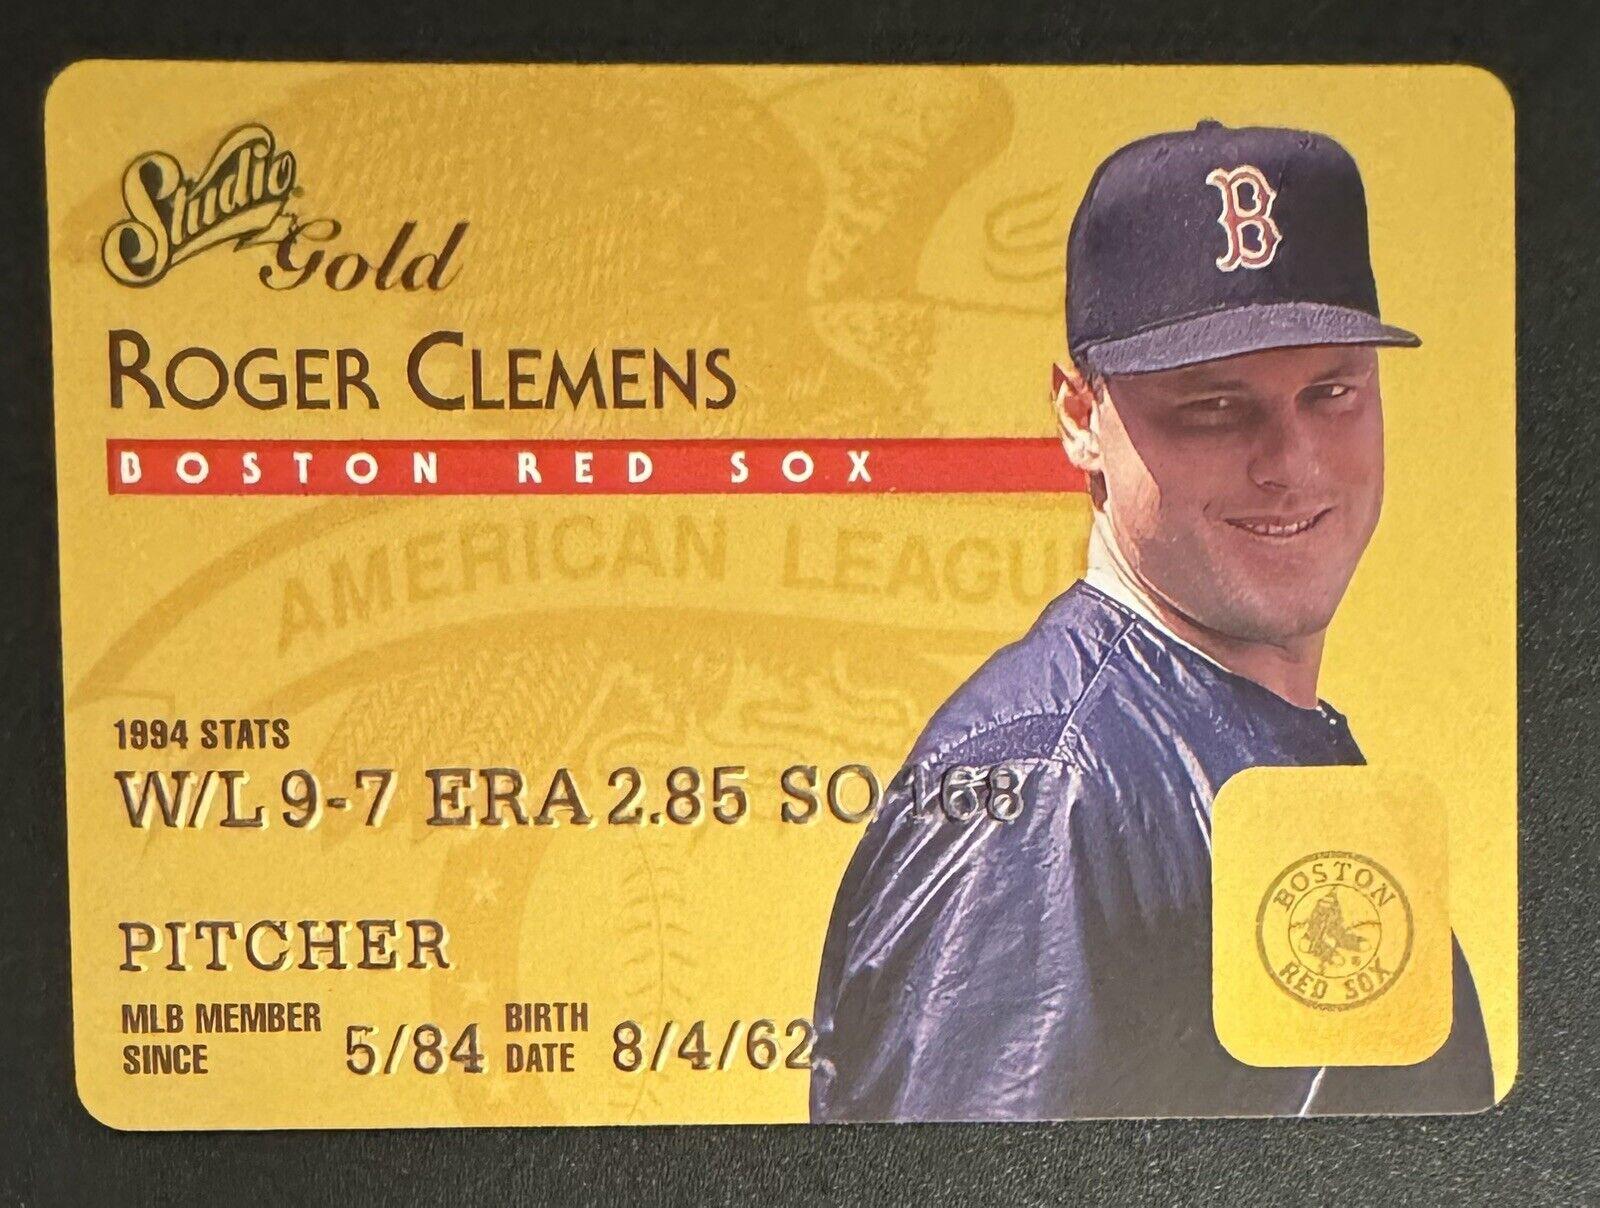 Studio
Gold
ROGER CLEMENS
BOSTON RED SOX
AMERICAN LEAGU
1994 STATS
W/L 9-7 ERA 2.85 SO 168
PITCHER
MLB MEMBER SINCE 5/84 BIRTH DATE 8/4/62
B
BOSTON
RED SOX